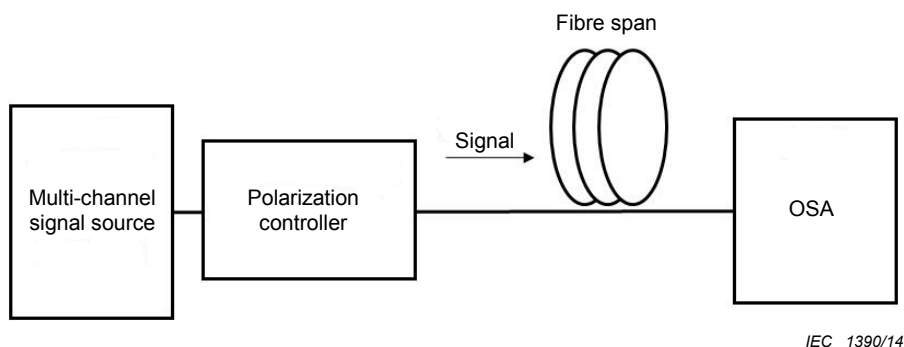 Fibre span
Signal
Multi-channel
signal source
Polarization
controller
OSA
IEC 1390/14